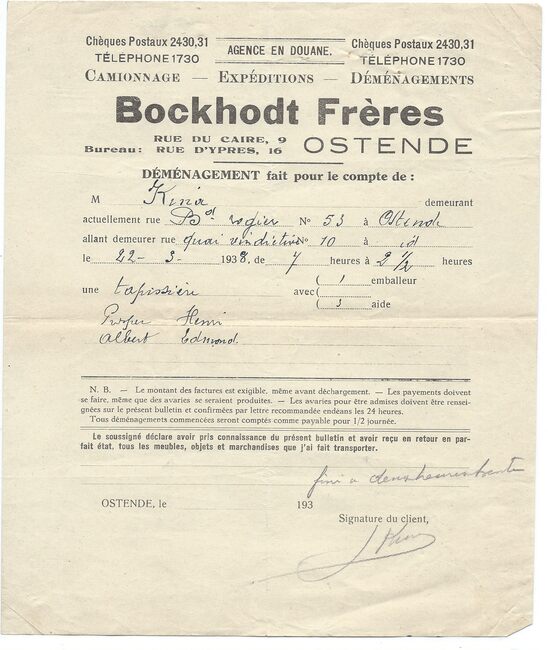 Chèques Postaux 2430,31
TÉLÉPHONE 1730
AGENCE EN DOUANE.
Chèques Postaux 2430,31
TÉLÉPHONE 1730
CAMIONNAGE — EXPÉDITIONS — DÉMÉNAGEMENTS
Bockhodt Frères
RUE DU CAIRE, 9
Bureau: RUE D'YPRES, 16 OSTENDE
DÉMÉNAGEMENT fait pour le compte de :
M Kina demeurant
actuellement rue Bd rogier No 53 à Ostende
allant demeurer rue quai vindictive No 10 à id
le 22-3- 1938, de 7 heures à 2 1/2 heures
une tapissière avec ( 1 emballeur
( 3 aide
Prosper Henri
Albert Edmond.
N. B. — Le montant des factures est exigible, même avant déchargement. — Les payements doivent
se faire, même que des avaries se seraient produites. — Les avaries pour être admises doivent être rensei-
gnées sur le présent bulletin et confirmées par lettre recommandée endéans les 24 heures.
Tous déménagements commencées seront comptés comme payable pour 1/2 journée.
Le soussigné déclare avoir pris connaissance du présent bulletin et avoir reçu en retour en par-
fait état, tous les meubles, objets et marchandises que j'ai fait transporter.
fini a deux heures trente
OSTENDE, le 193
Signature du client,